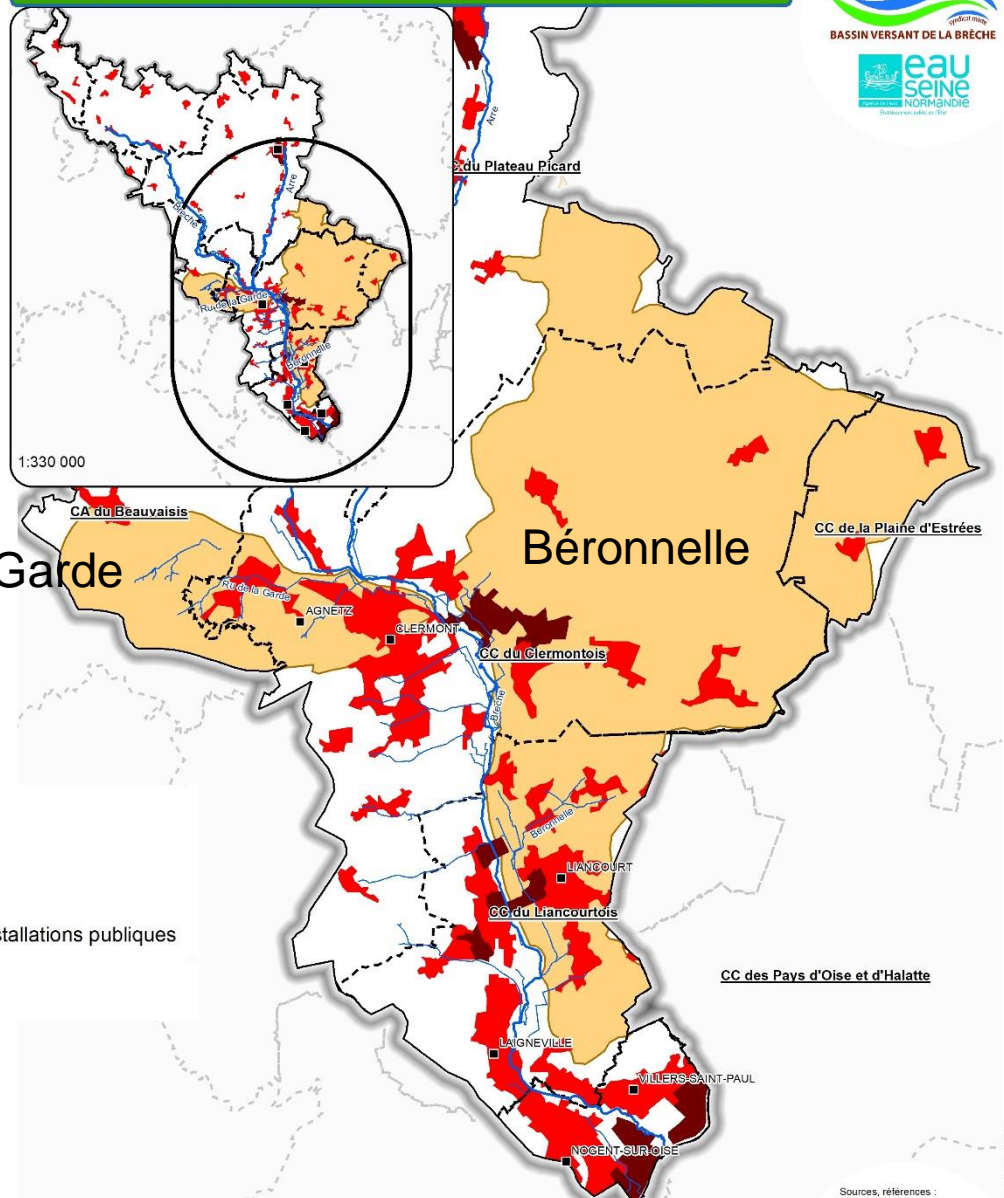 syndicat mixte
BASSIN VERSANT DE LA BRÈCHE
eau
SEINE
NORMANDIE
Arre
Arre
du Plateau Picard
Brèche
Ru de la Garde
Béronnelle
1:330 000
CA du Beauvaisis
CC de la Plaine d'Estrées
Garde
Béronnelle
Ru de la Garde
AGNETZ
CLERMONT
CC du Clermontois
Brèche
Béronnelle
LIANCOURT
CC du Liancourtois
stallations publiques
CC des Pays d'Oise et d'Halatte
LAIGNEVILLE
VILLERS-SAINT-PAUL
NOGENT-SUR-OISE
Sources, références :